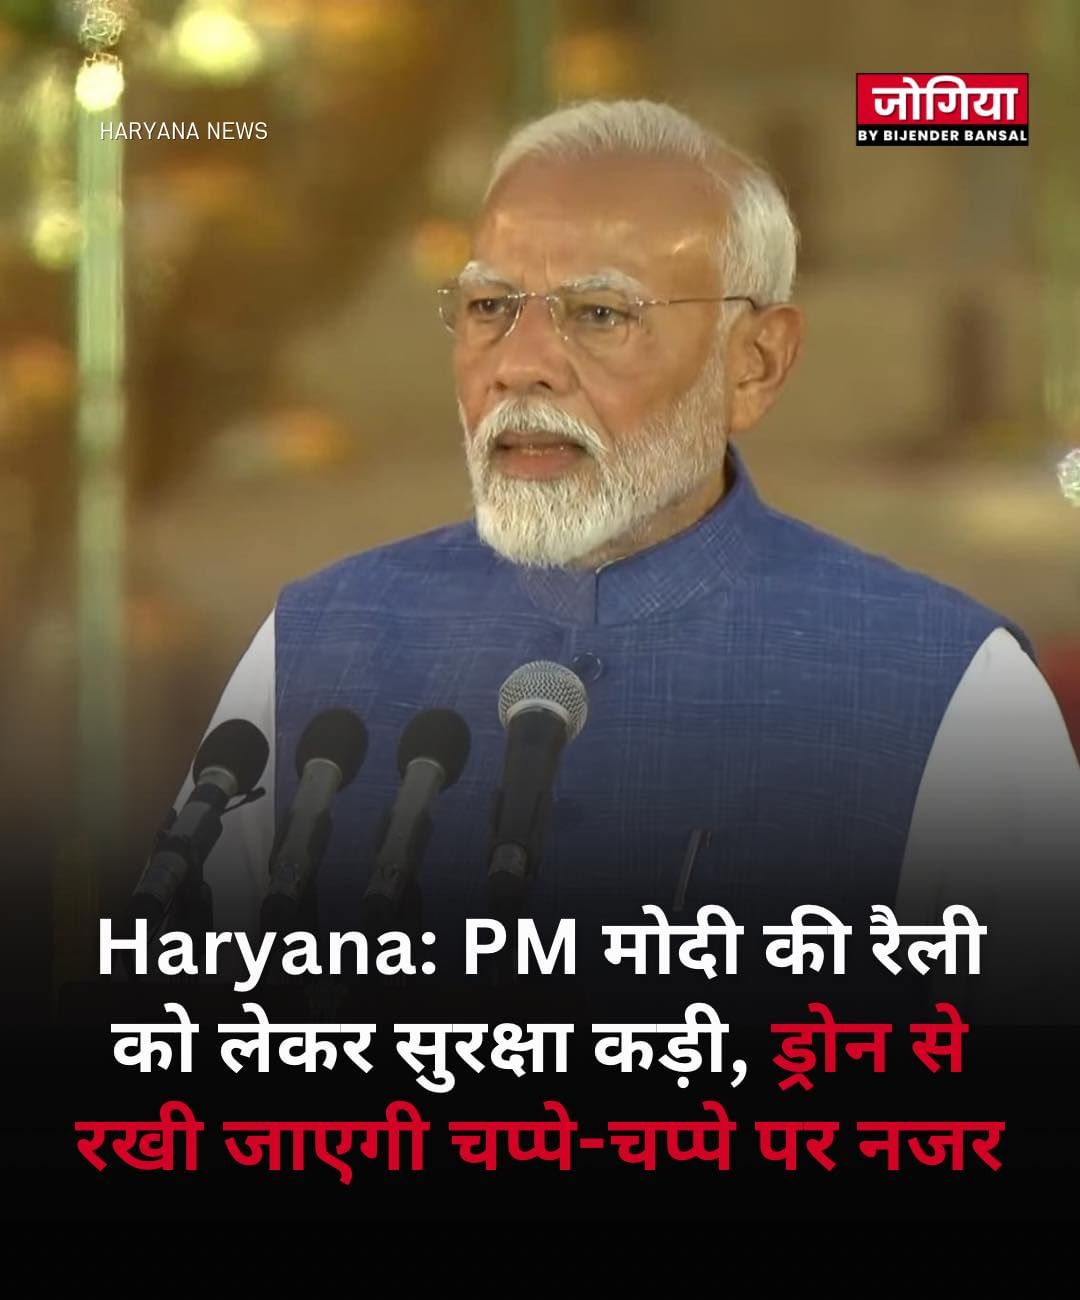 HARYANA NEWS
जोगिया
BY BIJENDER BANSAL
Haryana: PM मोदी की रैली
को लेकर सुरक्षा कड़ी, ड्रोन से
रखी जाएगी चप्पे-चप्पे पर नजर